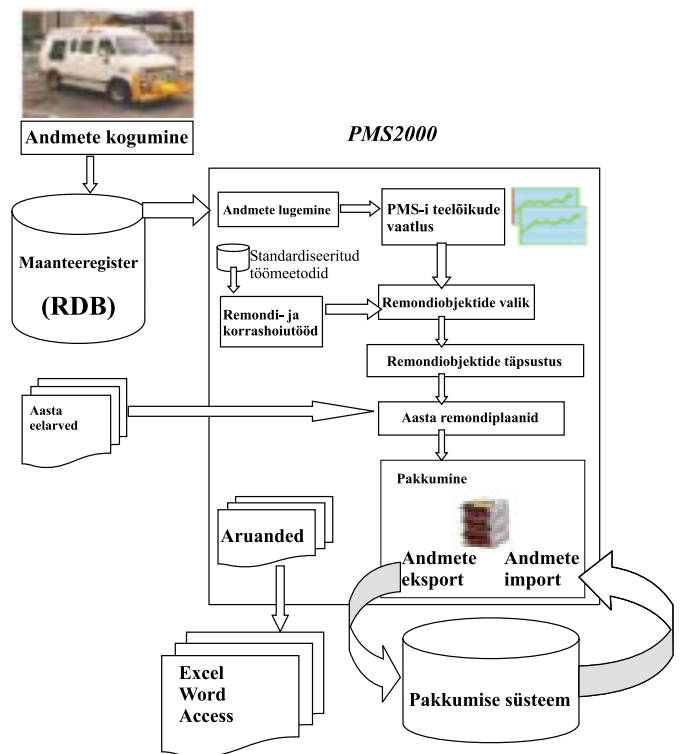 Andmete kogumine
PMS2000
Andmete lugemine
PMS-i teelõikude
vaatlus
Maanteeregister
(RDB)
Standardiseeritud
töömeetodid
Remondi- ja
korrashoiutööd
Remondiobjektide valik
Remondiobjektide täpsustus
Aasta
eelarved
Aasta remondiplaanid
Pakkumine
Aruanded
Andmete
eksport
Andmete
import
Excel
Word
Access
Pakkumise süsteem